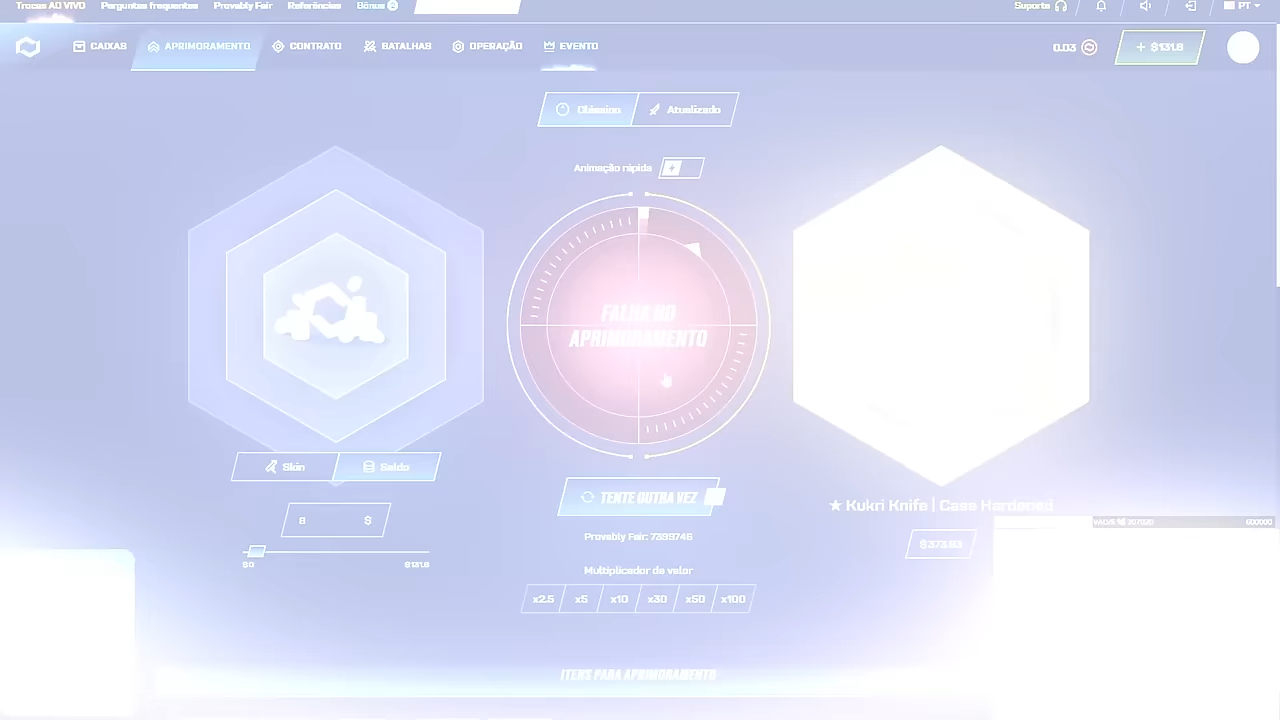 Trocas AO VIVO Perguntas frequentes Provably Fair Referências Bônus Suporte PT
CAIXAS APRIMORAMENTO CONTRATO BATALHAS OPERAÇÃO EVENTO 0.03 + $131.8
Obtenido Atualizado
Animação rápida
FALHA NO
APRIMORAMENTO
Skin Saldo
TENTE OUTRA VEZ
★ Kukri Knife | Case Hardened
8 $
Provably Fair: 7399746
$373.63
$0 $131.8
Multiplicador de valor
x2.5 x5 x10 x30 x50 x100
ITENS PARA APRIMORAMENTO